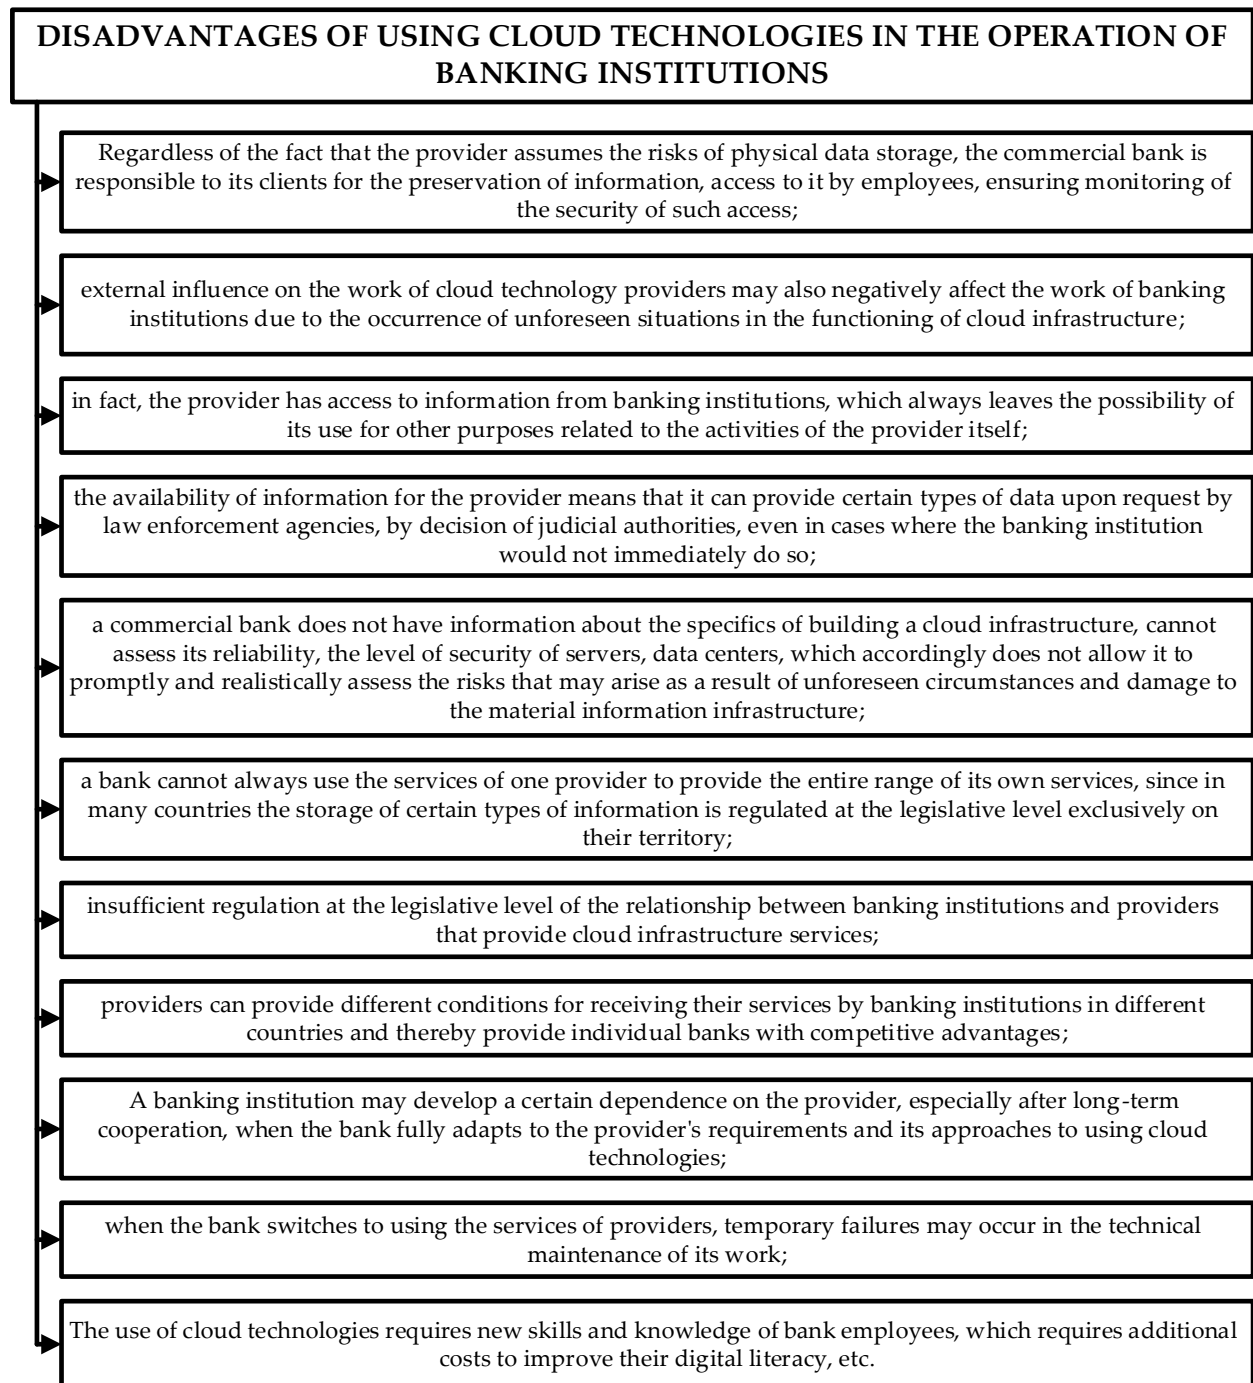 DISADVANTAGES OF USING CLOUD TECHNOLOGIES IN THE OPERATION OF
BANKING INSTITUTIONS
Regardless of the fact that the provider assumes the risks of physical data storage, the commercial bank is
responsible to its clients for the preservation of information, access to it by employees, ensuring monitoring of
the security of such access;
external influence on the work of cloud technology providers may also negatively affect the work of banking
institutions due to the occurrence of unforeseen situations in the functioning of cloud infrastructure;
in fact, the provider has access to information from banking institutions, which always leaves the possibility of
its use for other purposes related to the activities of the provider itself;
the availability of information for the provider means that it can provide certain types of data upon request by
law enforcement agencies, by decision of judicial authorities, even in cases where the banking institution
would not immediately do so;
a commercial bank does not have information about the specifics of building a cloud infrastructure, cannot
assess its reliability, the level of security of servers, data centers, which accordingly does not allow it to
promptly and realistically assess the risks that may arise as a result of unforeseen circumstances and damage to
the material information infrastructure;
a bank cannot always use the services of one provider to provide the entire range of its own services, since in
many countries the storage of certain types of information is regulated at the legislative level exclusively on
their territory;
insufficient regulation at the legislative level of the relationship between banking institutions and providers
that provide cloud infrastructure services;
providers can provide different conditions for receiving their services by banking institutions in different
countries and thereby provide individual banks with competitive advantages;
A banking institution may develop a certain dependence on the provider, especially after long-term
cooperation, when the bank fully adapts to the provider's requirements and its approaches to using cloud
technologies;
when the bank switches to using the services of providers, temporary failures may occur in the technical
maintenance of its work;
The use of cloud technologies requires new skills and knowledge of bank employees, which requires additional
costs to improve their digital literacy, etc.